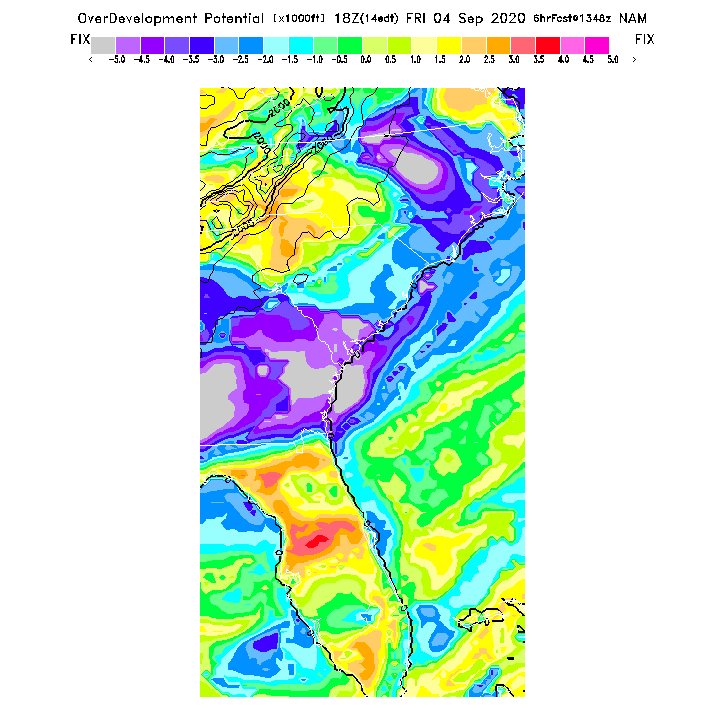 OverDevelopment Potential [x1000ft] 18Z(14edt) FRI 04 Sep 2020 6hrFcst@1348z NAM
FIX FIX
< -5.0 -4.5 -4.0 -3.5 -3.0 -2.5 -2.0 -1.5 -1.0 -0.5 0.0 0.5 1.0 1.5 2.0 2.5 3.0 3.5 4.0 4.5 5.0 >
2000